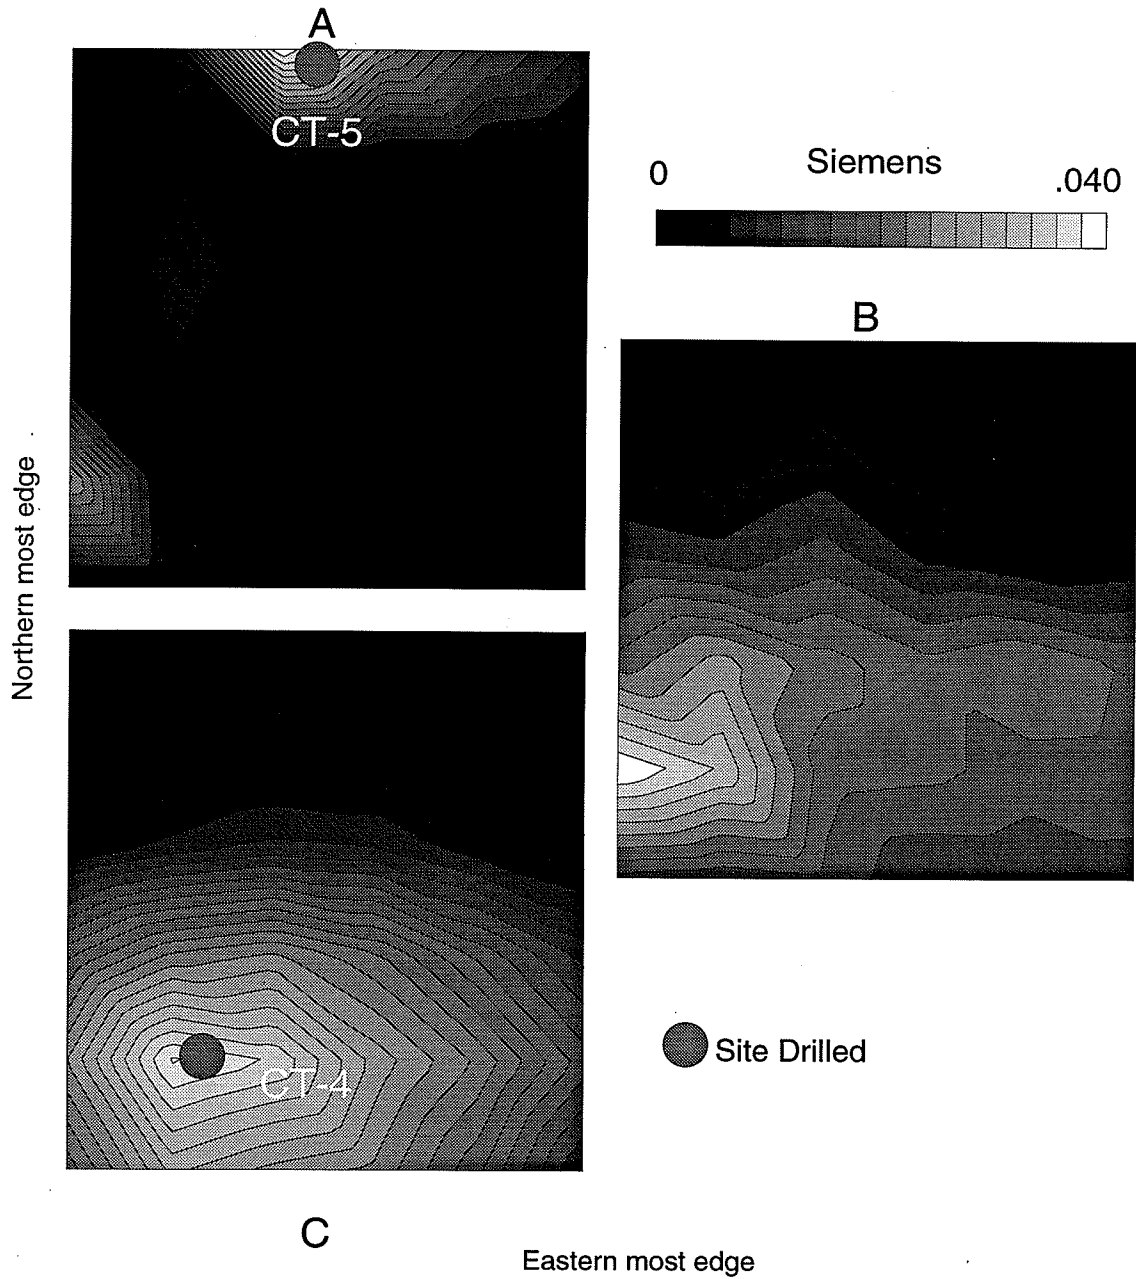 A
CT-5
0 Siemens .040
B
Northern most edge
CT-4
Site Drilled
C
Eastern most edge